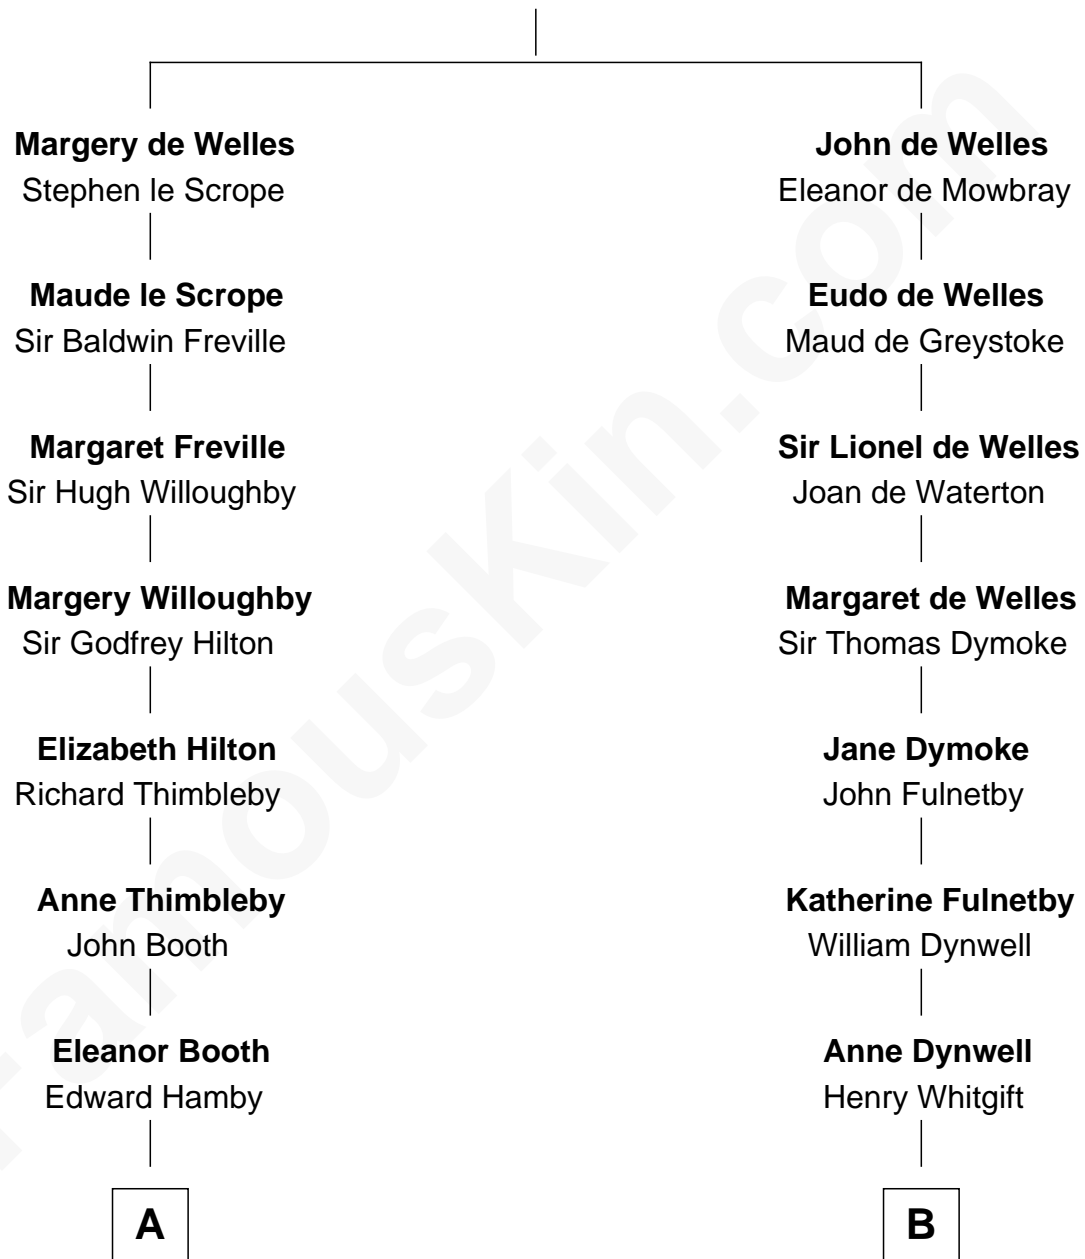 Margery de Welles
Stephen le Scrope
Maude le Scrope
Sir Baldwin Freville
Margaret Freville
Sir Hugh Willoughby
Margery Willoughby
Sir Godfrey Hilton
Elizabeth Hilton
Richard Thimbleby
Anne Thimbleby
John Booth
Eleanor Booth
Edward Hamby
A
John de Welles
Eleanor de Mowbray
Eudo de Welles
Maud de Greystoke
Sir Lionel de Welles
Joan de Waterton
Margaret de Welles
Sir Thomas Dymoke
Jane Dymoke
John Fulnetby
Katherine Fulnetby
William Dynwell
Anne Dynwell
Henry Whitgift
B
FamousKin.com